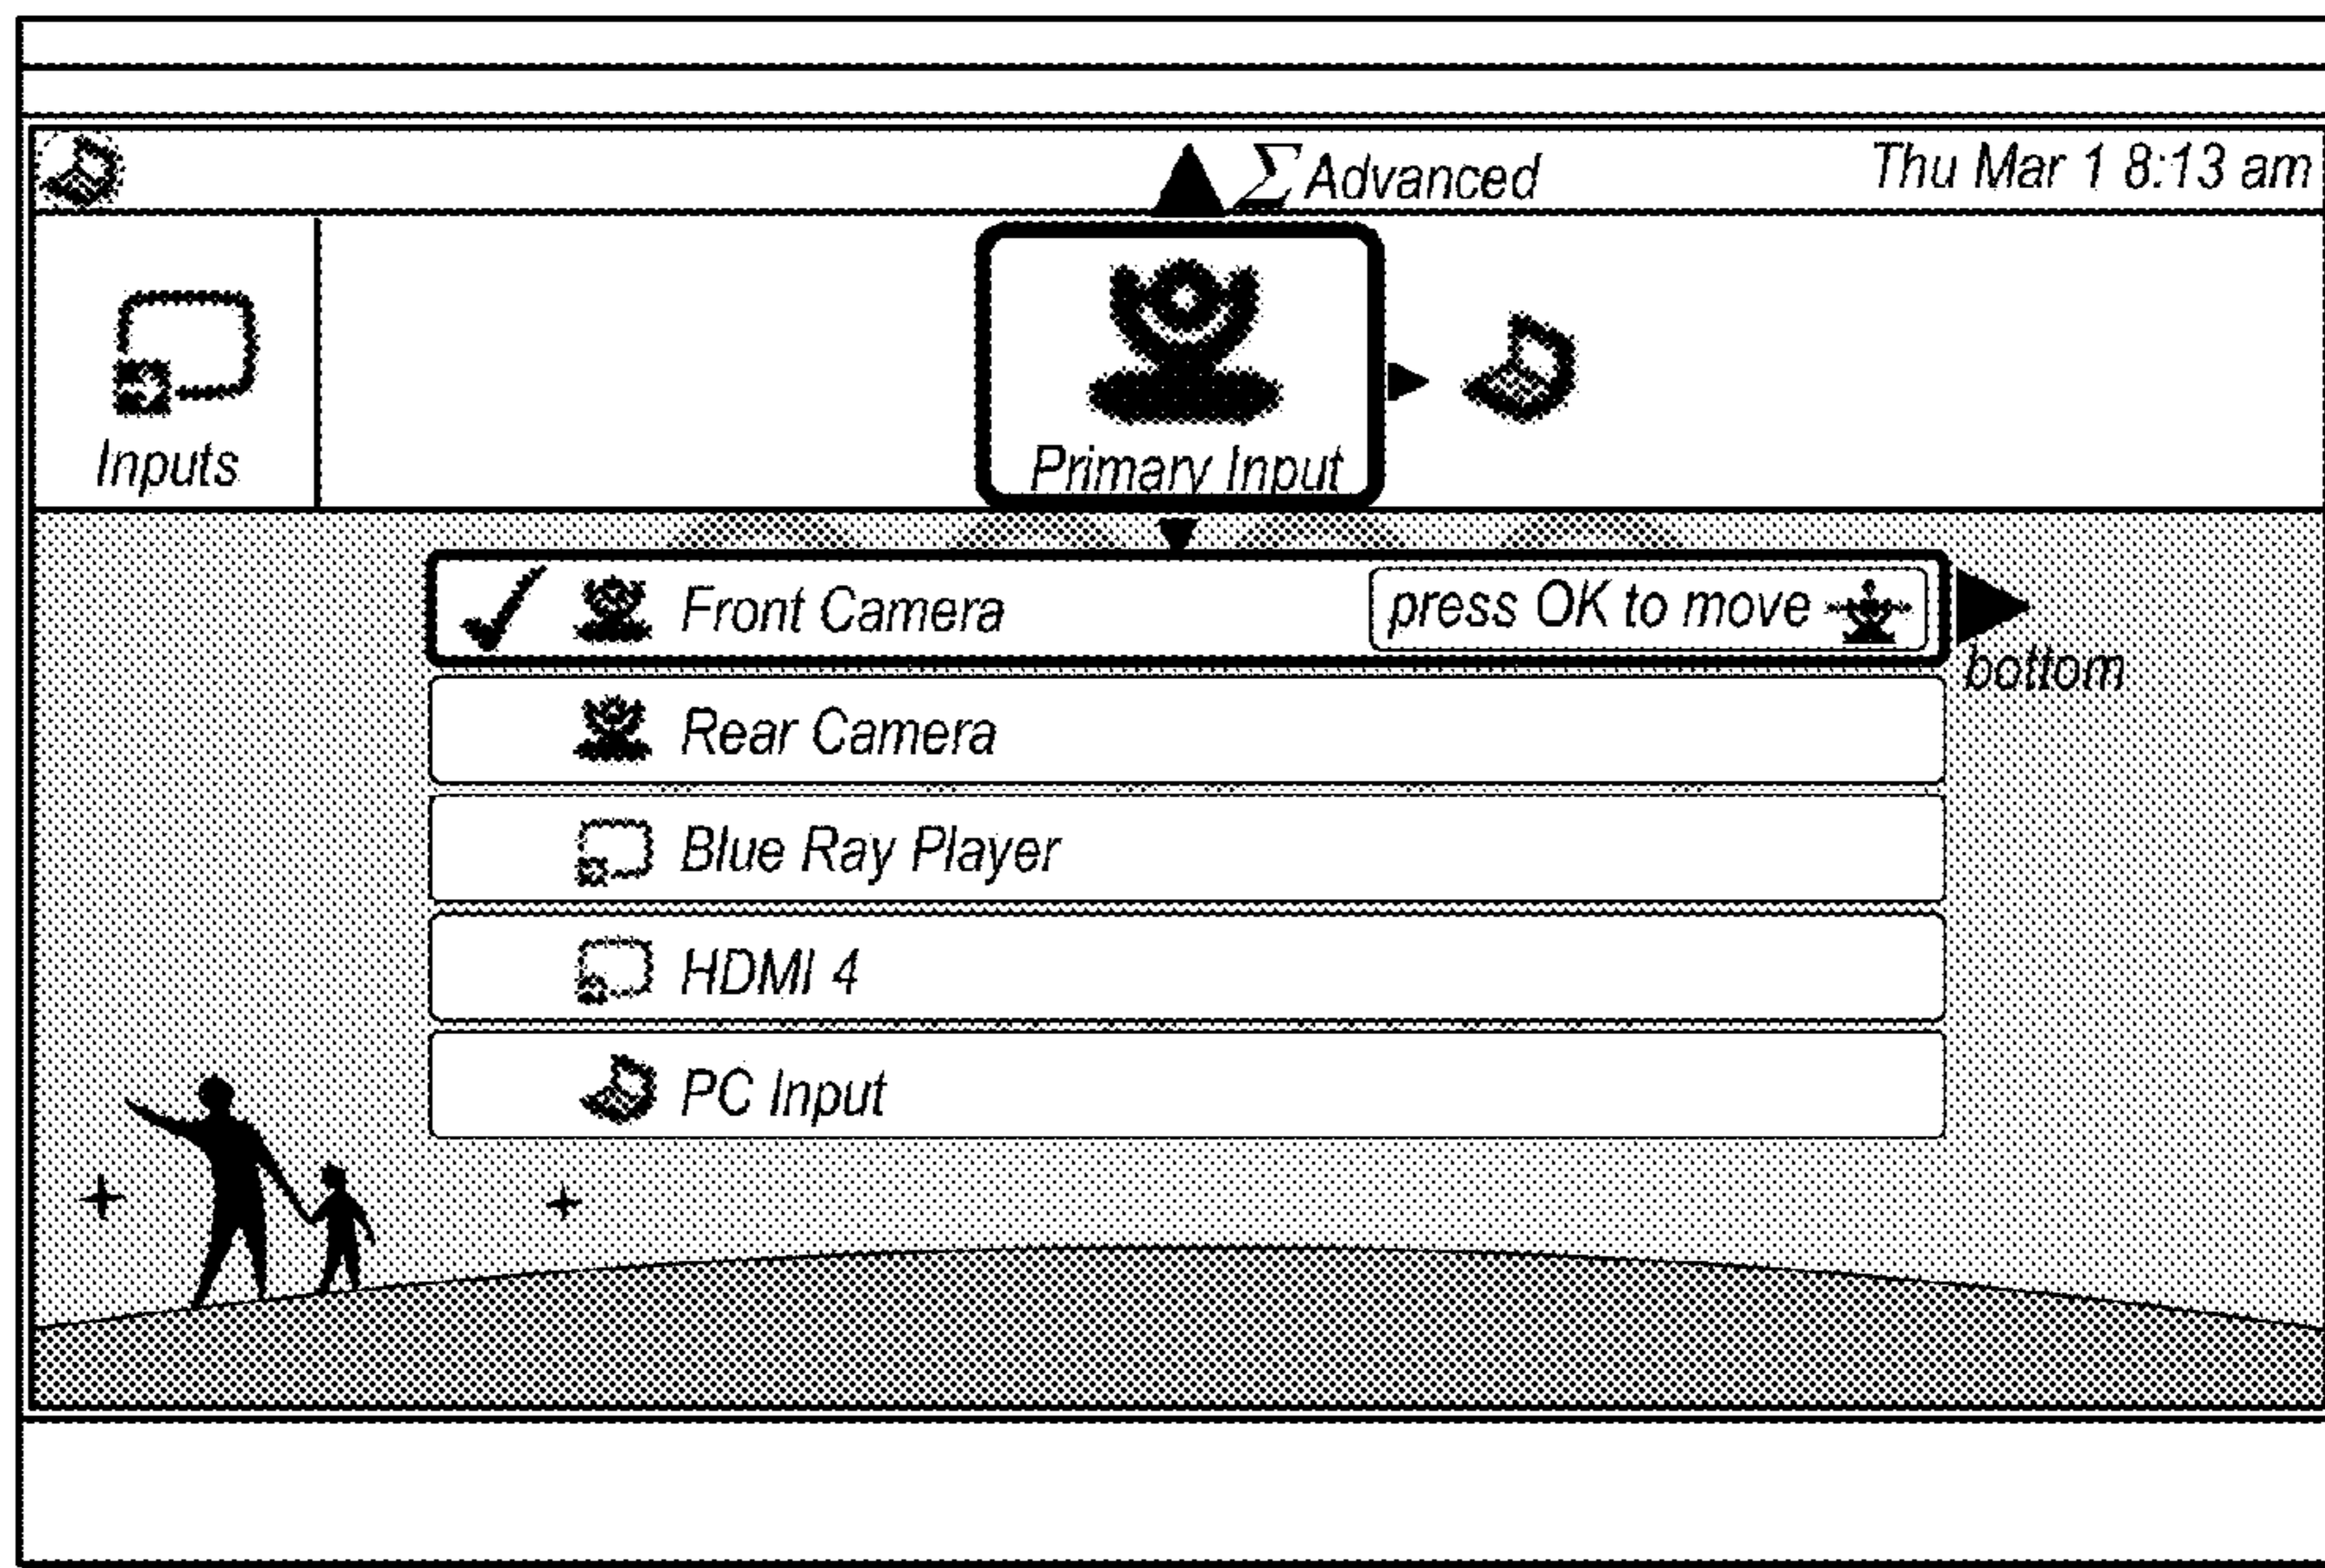 Σ Advanced
Thu Mar 1 8:13 am
Inputs
Primary Input
Front Camera
press OK to move
bottom
Rear Camera
Blue Ray Player
HDMI 4
PC Input